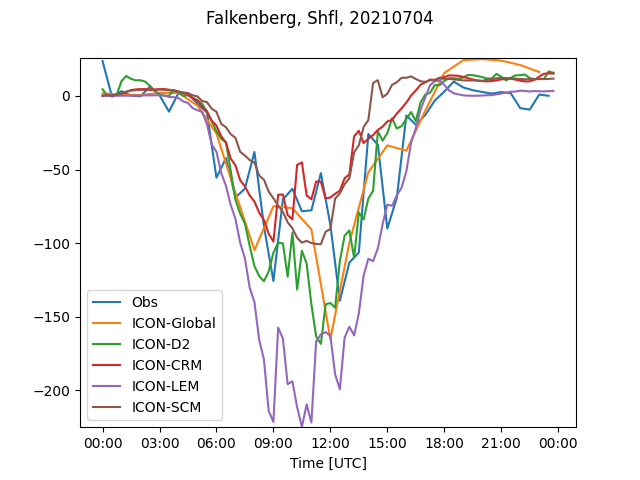 Falkenberg, Shfl, 20210704
0
−50
−100
−150
−200
Obs
ICON-Global
ICON-D2
ICON-CRM
ICON-LEM
ICON-SCM
00:00 03:00 06:00 09:00 12:00 15:00 18:00 21:00 00:00
Time [UTC]